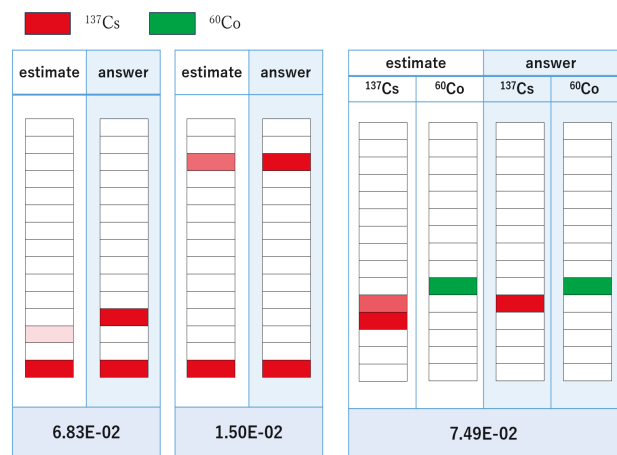 ¹³⁷Cs ⁶⁰Co
estimate answer estimate answer estimate answer
¹³⁷Cs ⁶⁰Co ¹³⁷Cs ⁶⁰Co
6.83E-02 1.50E-02 7.49E-02